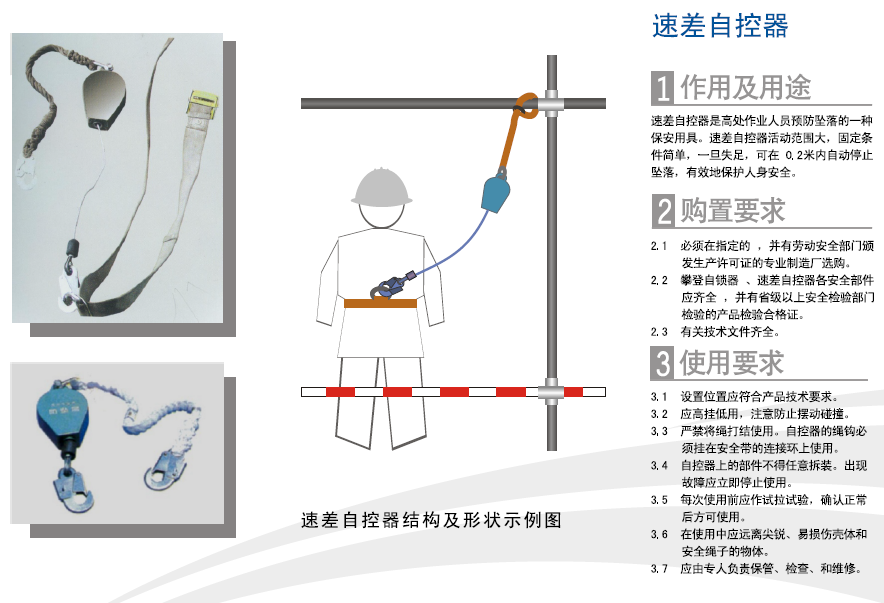 速差自控器
1 作用及用途
速差自控器是高处作业人员预防坠落的一种
保安用具。速差自控器活动范围大，固定条
件简单，一旦失足，可在 0.2米内自动停止
坠落，有效地保护人身安全。
2 购置要求
2.1 必须在指定的 ，并有劳动安全部门颁
发生产许可证的专业制造厂选购。
2.2 攀登自锁器 、速差自控器各安全部件
应齐全 ，并有省级以上安全检验部门
检验的产品检验合格证。
2.3 有关技术文件齐全。
3 使用要求
3.1 设置位置应符合产品技术要求。
3.2 应高挂低用，注意防止摆动碰撞。
3.3 严禁将绳打结使用。自控器的绳钩必
须挂在安全带的连接环上使用。
3.4 自控器上的部件不得任意拆装。出现
故障应立即停止使用。
3.5 每次使用前应作试拉试验，确认正常
后方可使用。
3.6 在使用中应远离尖锐、易损伤壳体和
安全绳子的物体。
3.7 应由专人负责保管、检查、和维修。
速差自控器结构及形状示例图